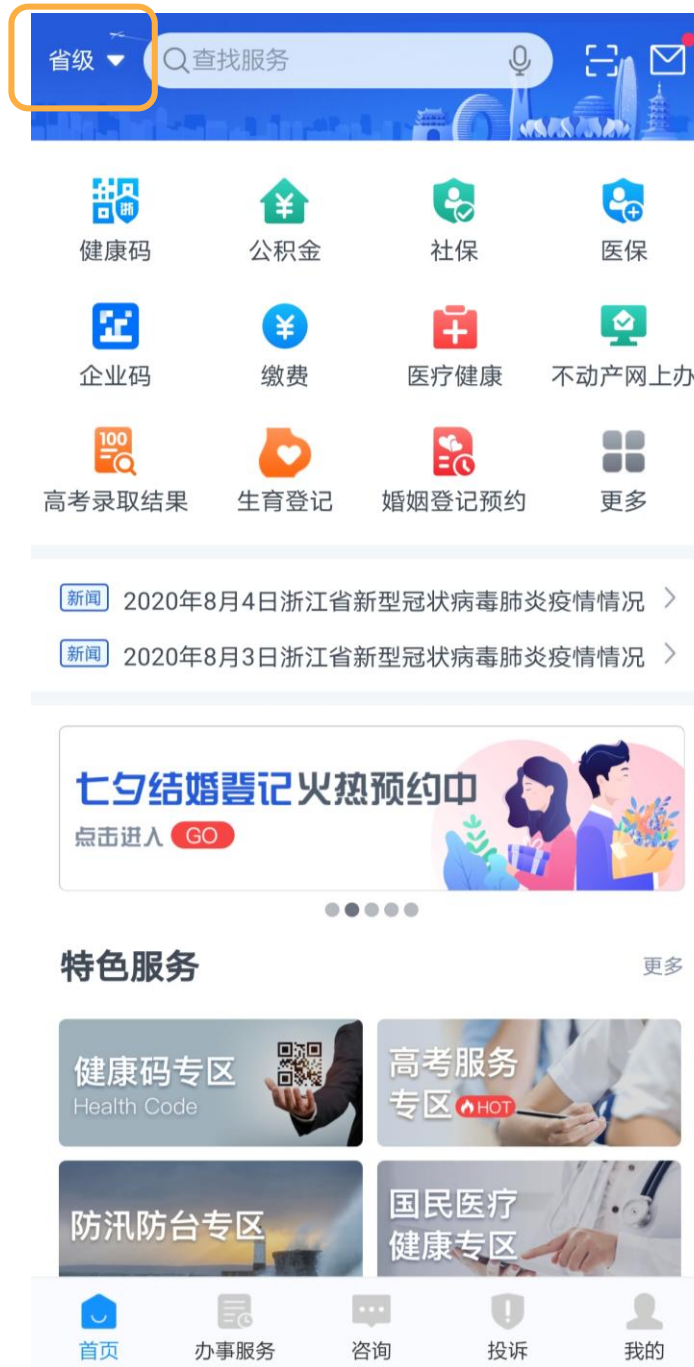 省级
查找服务
浙
健康码
公积金
社保
医保
企业码
缴费
医疗健康
不动产网上办
100
高考录取结果
生育登记
婚姻登记预约
更多
新闻 2020年8月4日浙江省新型冠状病毒肺炎疫情情况
新闻 2020年8月3日浙江省新型冠状病毒肺炎疫情情况
七夕结婚登记火热预约中
点击进入 GO
特色服务
更多
健康码专区
Health Code
高考服务
专区 HOT
防汛防台专区
国民医疗
健康专区
首页
办事服务
咨询
投诉
我的